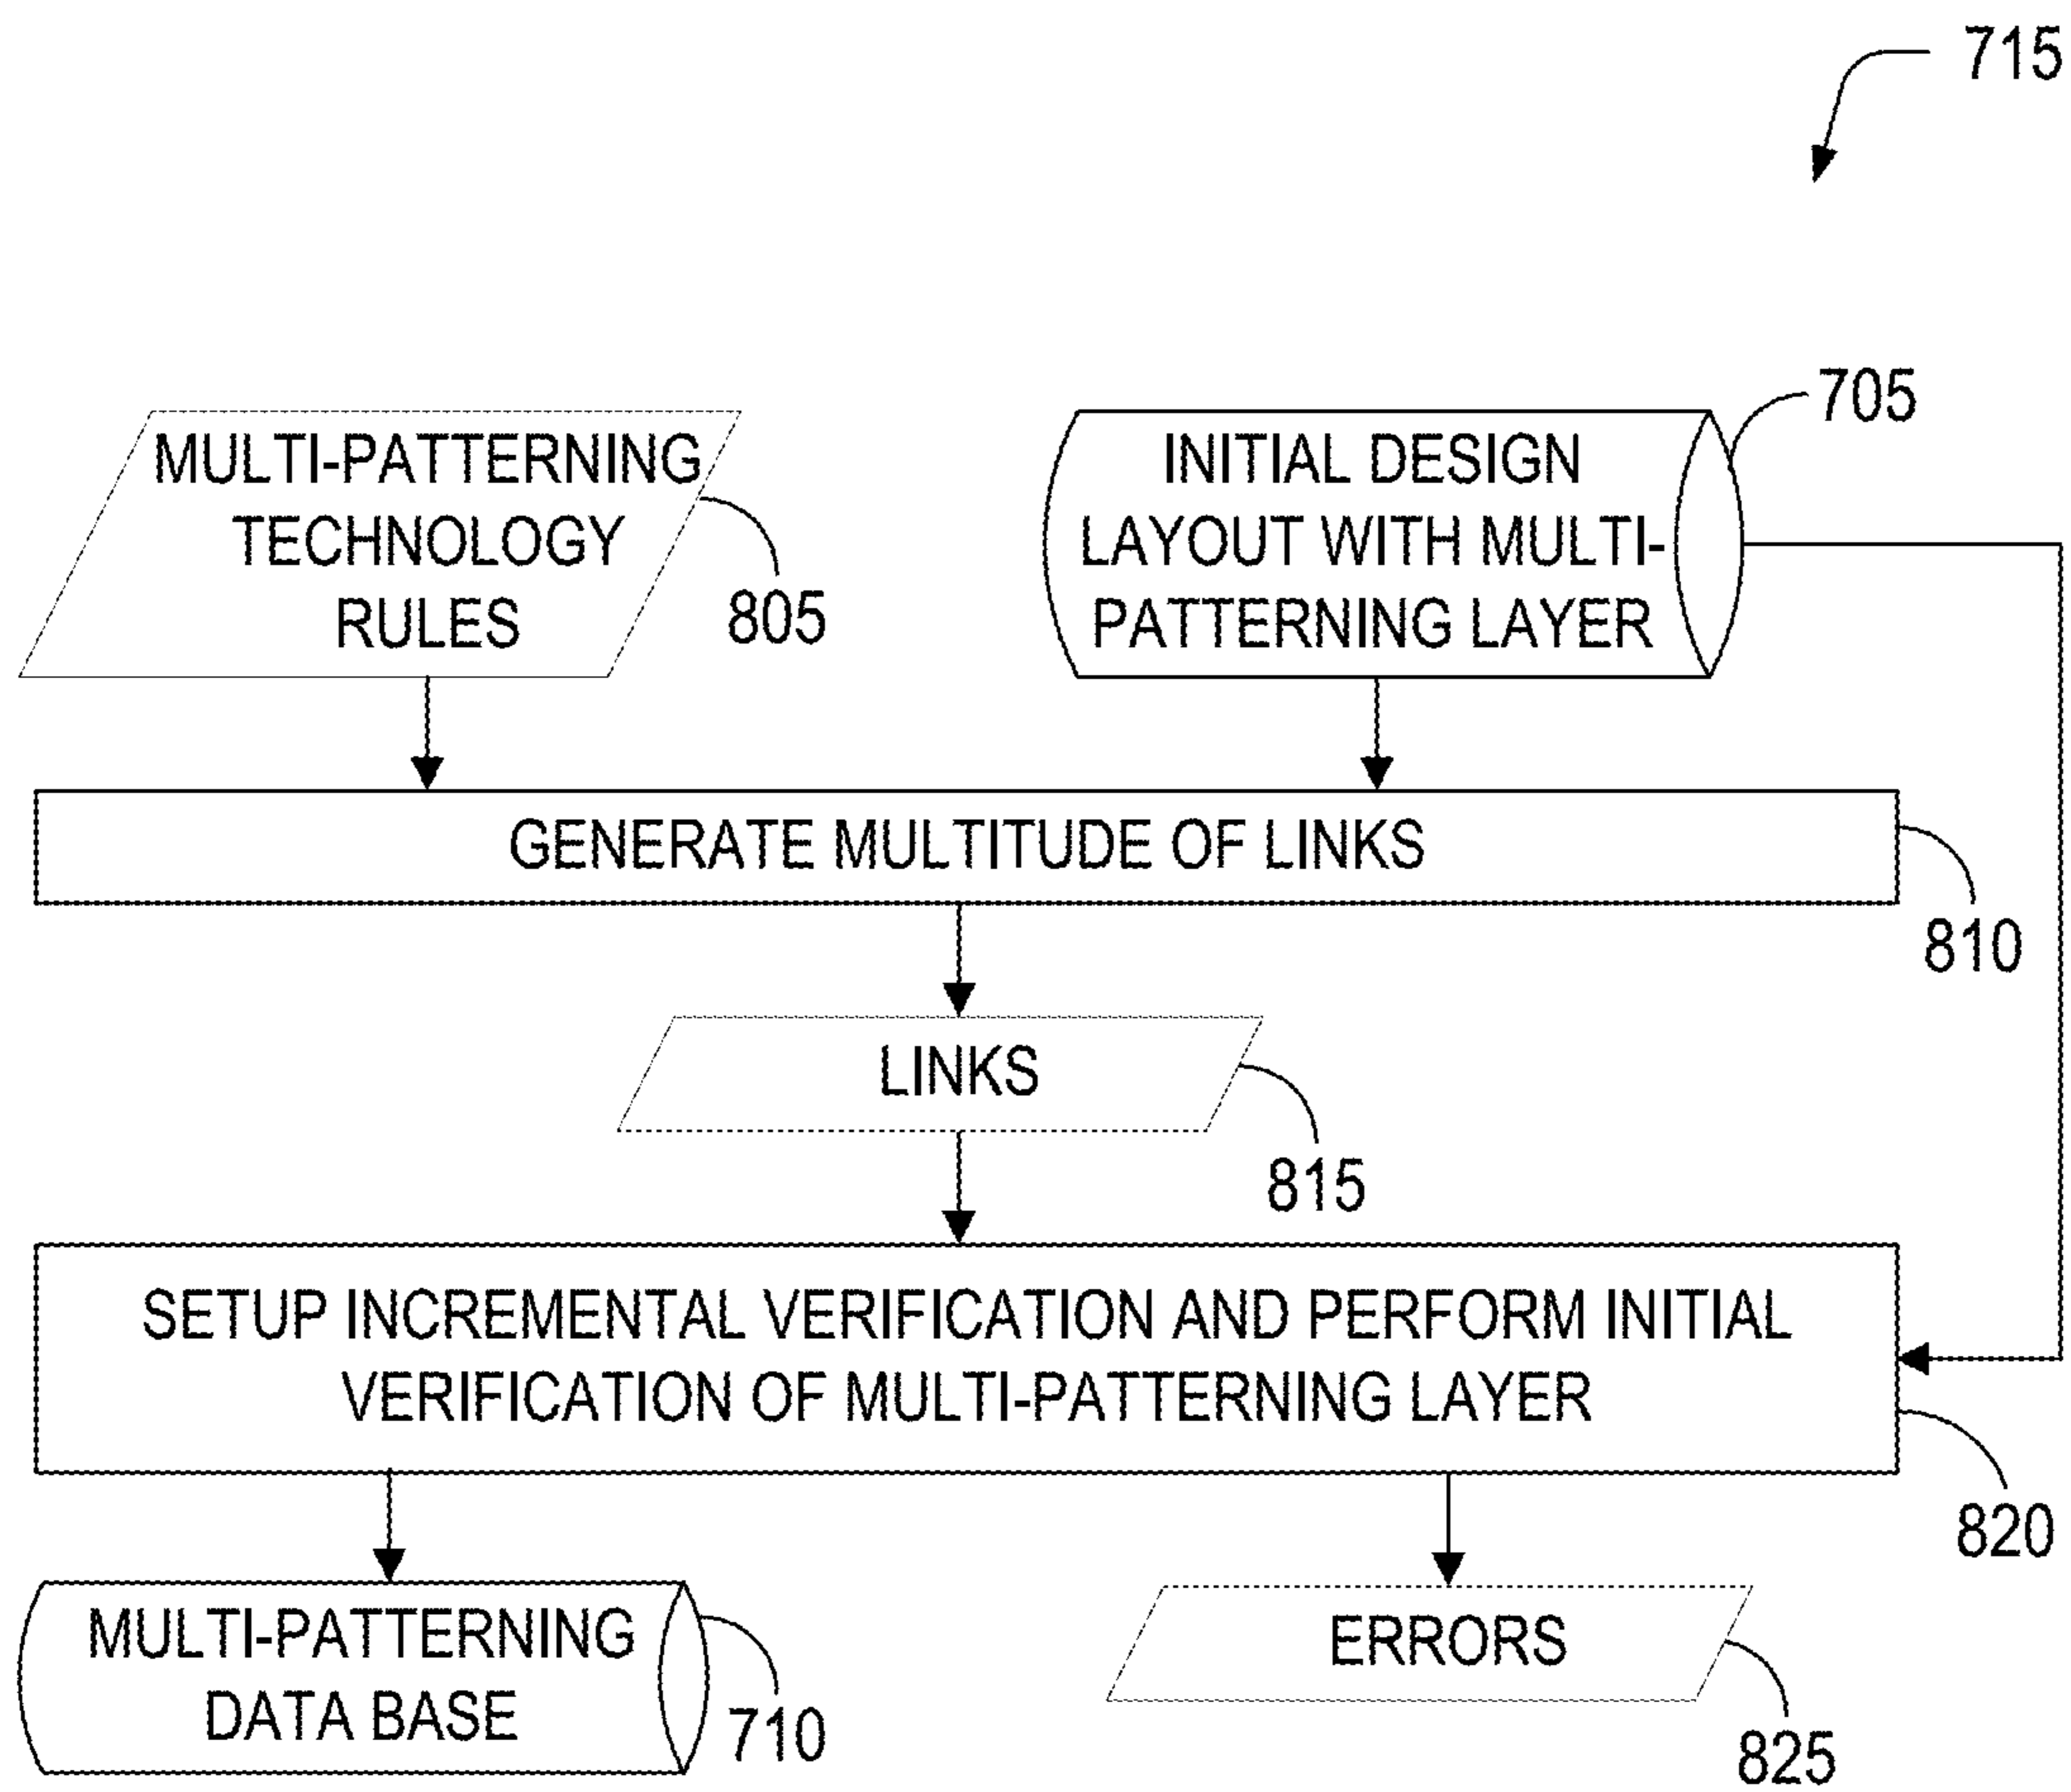 715
MULTI-PATTERNING
TECHNOLOGY
RULES
805
INITIAL DESIGN
LAYOUT WITH MULTI-
PATTERNING LAYER
705
GENERATE MULTITUDE OF LINKS
810
LINKS
815
SETUP INCREMENTAL VERIFICATION AND PERFORM INITIAL
VERIFICATION OF MULTI-PATTERNING LAYER
820
MULTI-PATTERNING
DATA BASE
710
ERRORS
825